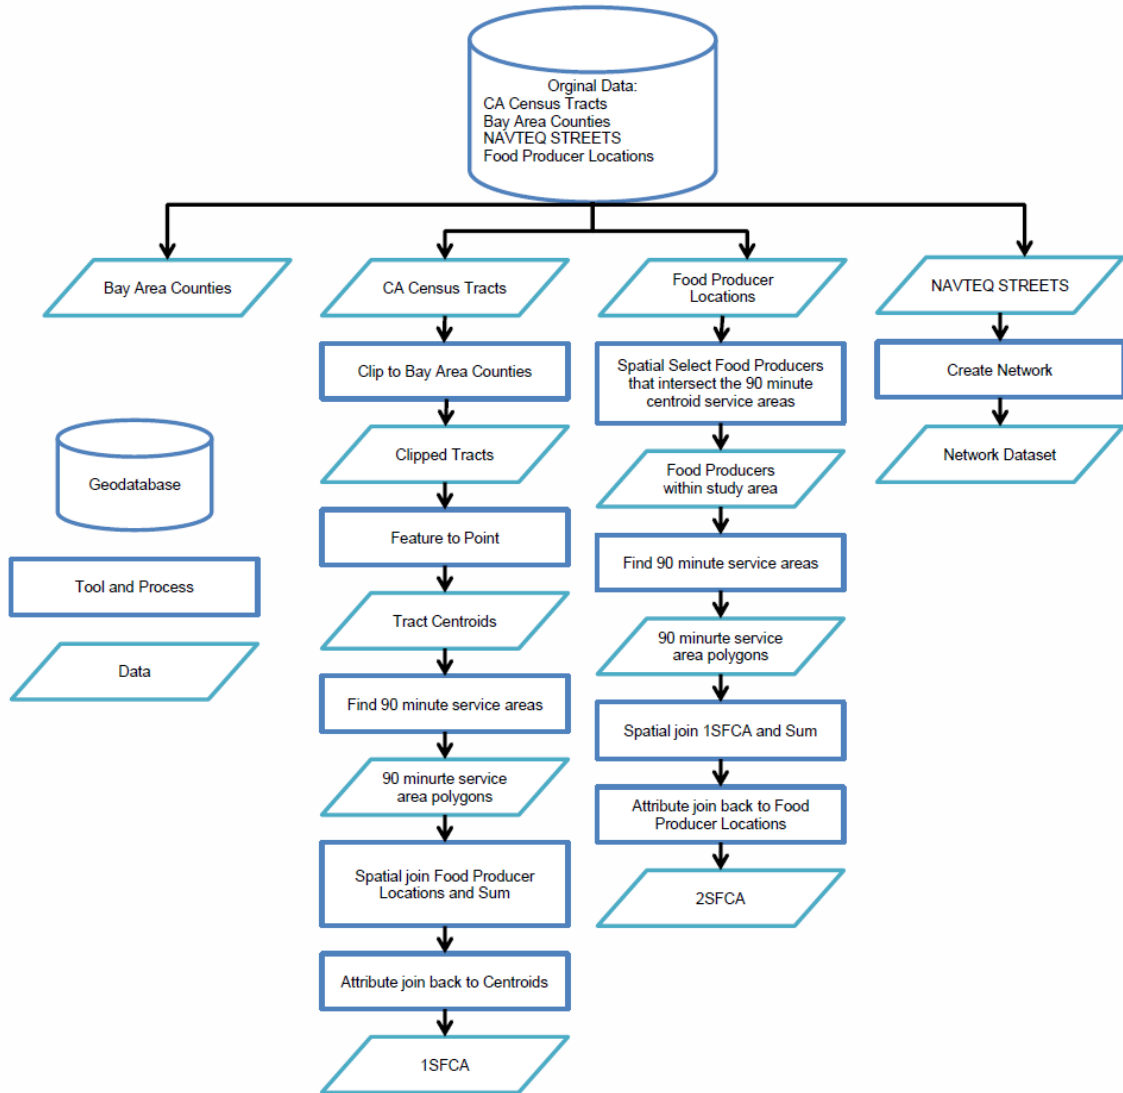 Orginal Data:
CA Census Tracts
Bay Area Counties
NAVTEQ STREETS
Food Producer Locations
Bay Area Counties
CA Census Tracts
Food Producer
Locations
NAVTEQ STREETS
Clip to Bay Area Counties
Spatial Select Food Producers
that intersect the 90 minute
centroid service areas
Create Network
Clipped Tracts
Food Producers
within study area
Network Dataset
Geodatabase
Feature to Point
Find 90 minute service areas
Tool and Process
Tract Centroids
90 minurte service
area polygons
Data
Find 90 minute service areas
Spatial join 1SFCA and Sum
90 minurte service
area polygons
Attribute join back to Food
Producer Locations
Spatial join Food Producer
Locations and Sum
2SFCA
Attribute join back to Centroids
1SFCA